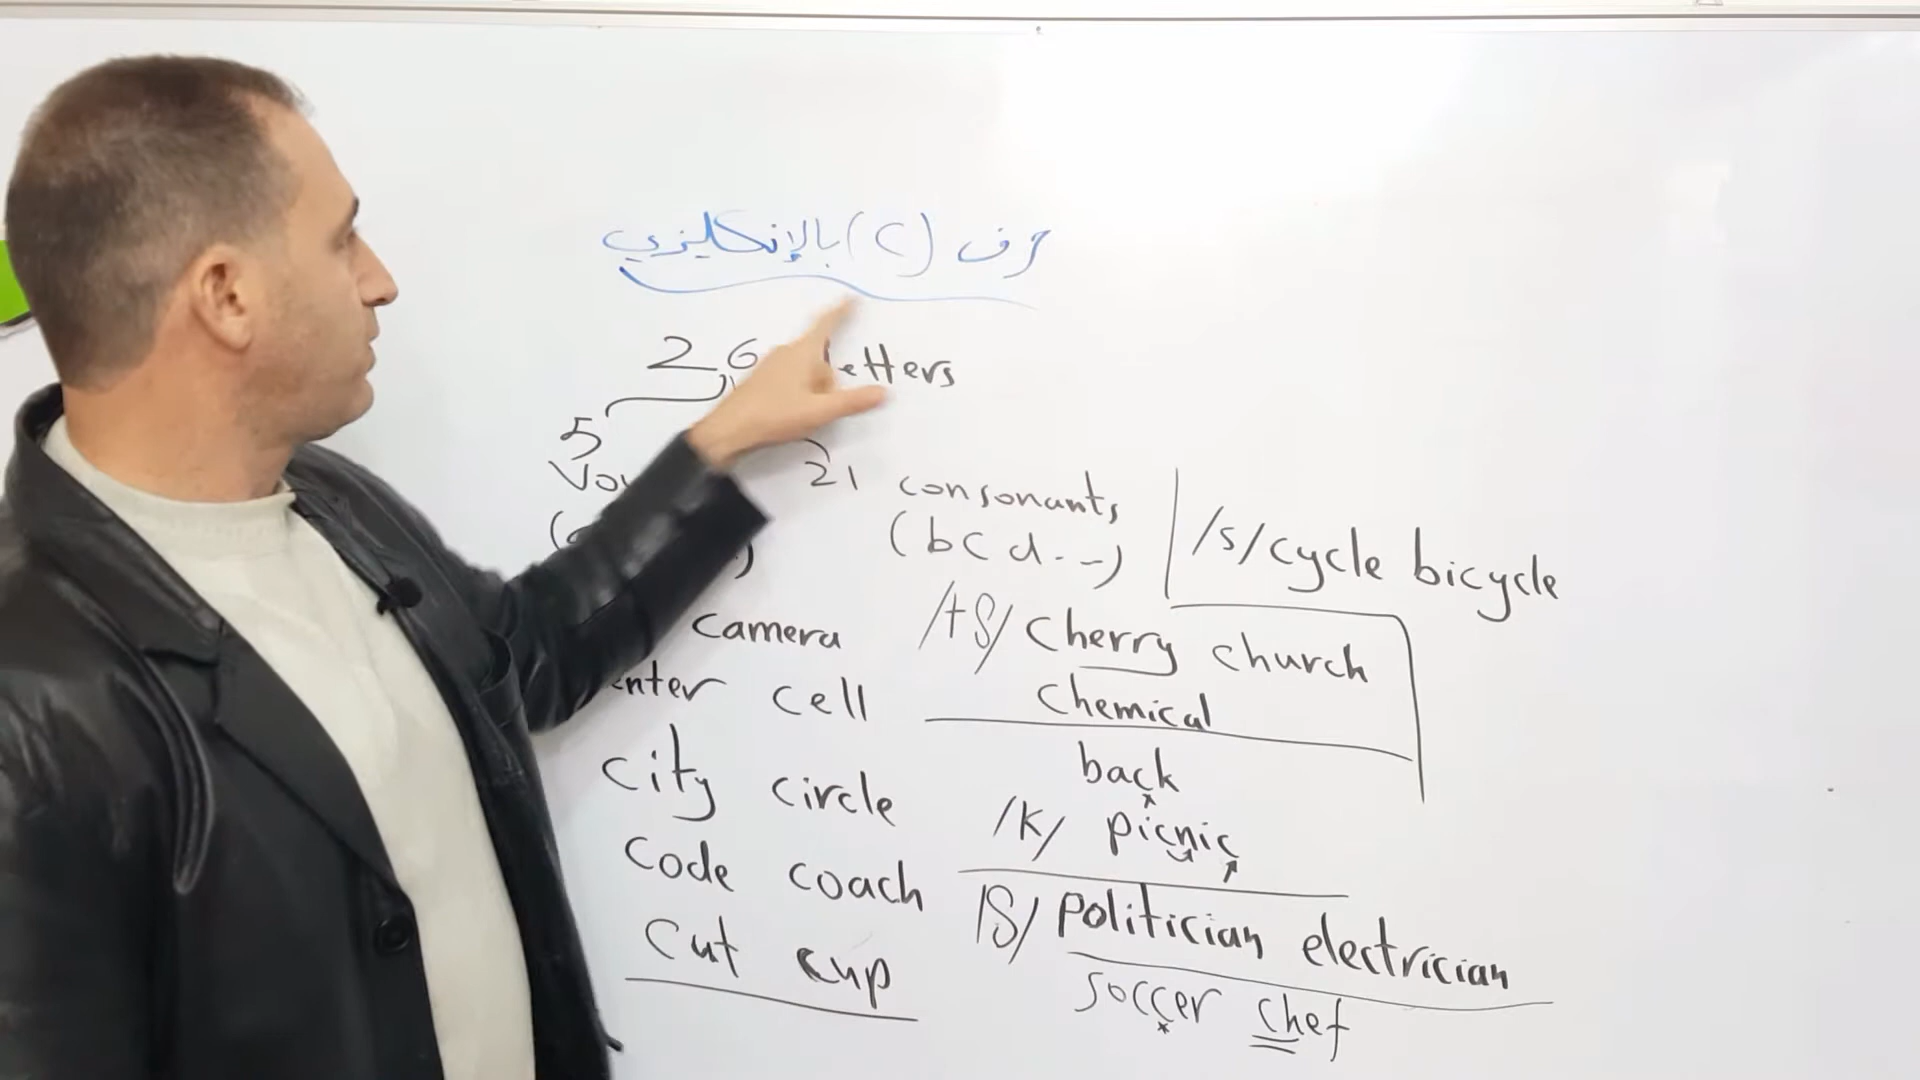 حرف (C) بالإنكليزي
26 letters
5
21 consonants
(bcd--)
/s/ cycle bicycle
camera
cell
city circle
code coach
cut cup
/tʃ/ cherry church
chemical
back
/k/ picnic
/ʃ/ politician electrician
soccer chef